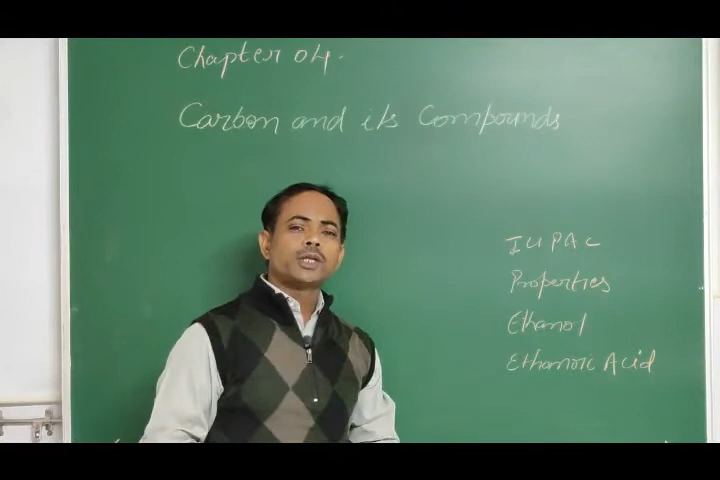 Chapter 04.
Carbon and its Compounds
IUPAC
Properties
Ethanol
Ethanoic Acid